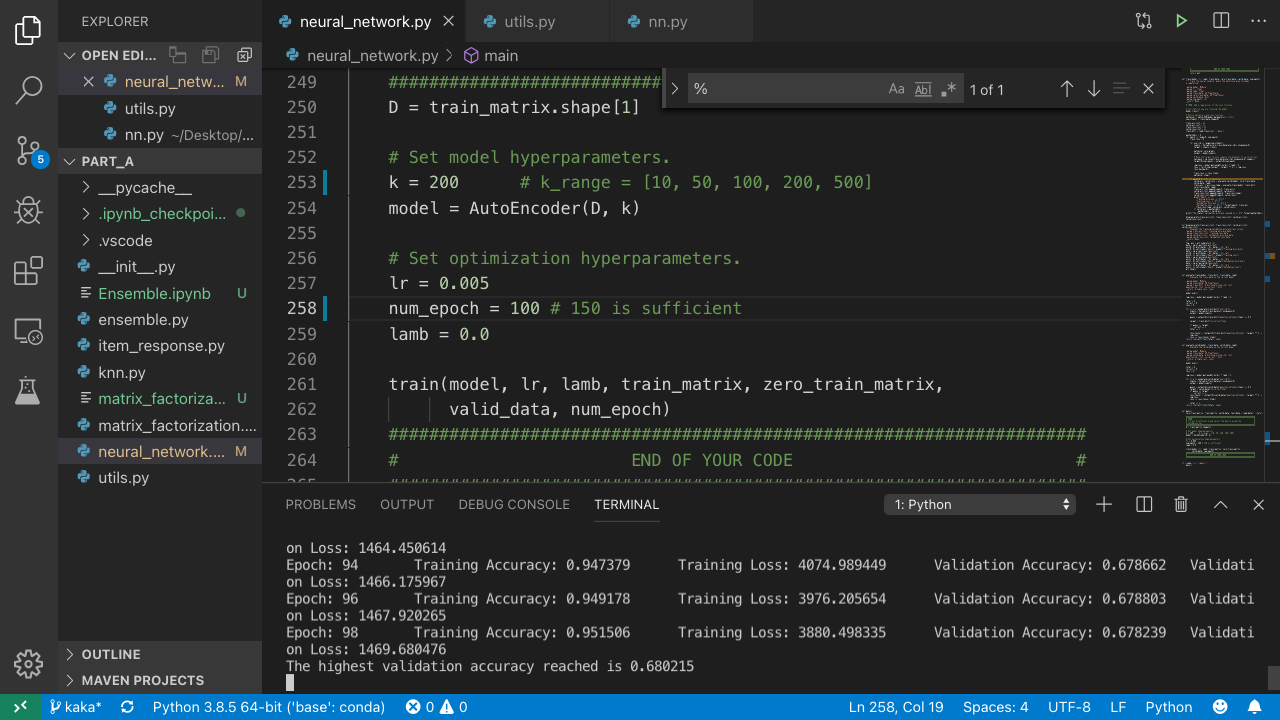 EXPLORER
neural_network.py
utils.py
nn.py
OPEN EDI...
neural_netw... M
utils.py
nn.py ~/Desktop/...
PART_A
__pycache__
.ipynb_checkpoi...
.vscode
__init__.py
Ensemble.ipynb U
ensemble.py
item_response.py
knn.py
matrix_factoriza... U
matrix_factorization....
neural_network.... M
utils.py
OUTLINE
MAVEN PROJECTS
5
neural_network.py > main
% Aa Abl .* 1 of 1
249 ###########################
250 D = train_matrix.shape[1]
251
252 # Set model hyperparameters.
253 k = 200 # k_range = [10, 50, 100,200, 500]
254 model = AutoEncoder(D, k)
255
256 # Set optimization hyperparameters.
257 lr = 0.005
258 num_epoch = 100 # 150 is sufficient
259 lamb = 0.0
260
261 train(model, lr, lamb, train_matrix, zero_train_matrix,
262 valid_data, num_epoch)
263 #####################################################################
264 # END OF YOUR CODE #
265 #####################################################################
PROBLEMS OUTPUT DEBUG CONSOLE TERMINAL 1: Python
on Loss: 1464.450614
Epoch: 94 Training Accuracy: 0.947379 Training Loss: 4074.989449 Validation Accuracy: 0.678662 Validati
on Loss: 1466.175967
Epoch: 96 Training Accuracy: 0.949178 Training Loss: 3976.205654 Validation Accuracy: 0.678803 Validati
on Loss: 1467.920265
Epoch: 98 Training Accuracy: 0.951506 Training Loss: 3880.498335 Validation Accuracy: 0.678239 Validati
on Loss: 1469.680476
The highest validation accuracy reached is 0.680215
kaka* Python 3.8.5 64-bit ('base': conda) 0 0 Ln 258, Col 19 Spaces: 4 UTF-8 LF Python